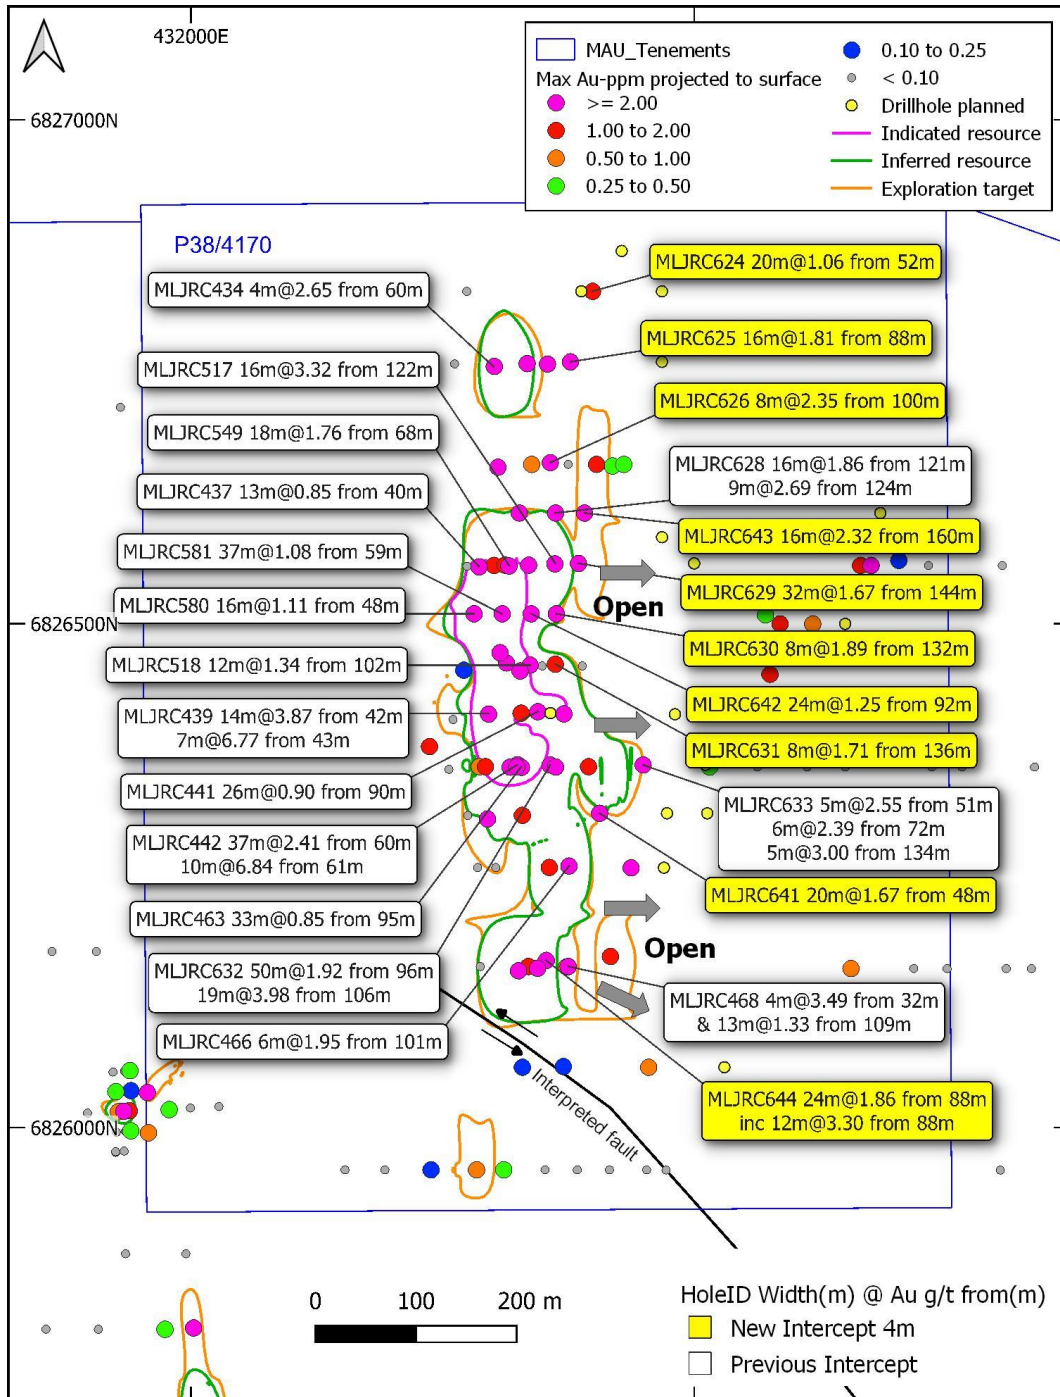 432000E
6827000N
MAU_Tenements
Max Au-ppm projected to surface
>= 2.00
1.00 to 2.00
0.50 to 1.00
0.25 to 0.50
0.10 to 0.25
< 0.10
Drillhole planned
Indicated resource
Inferred resource
Exploration target
P38/4170
MLJRC434 4m@2.65 from 60m
MLJRC517 16m@3.32 from 122m
MLJRC549 18m@1.76 from 68m
MLJRC437 13m@0.85 from 40m
MLJRC581 37m@1.08 from 59m
MLJRC580 16m@1.11 from 48m
6826500N
MLJRC518 12m@1.34 from 102m
MLJRC439 14m@3.87 from 42m
7m@6.77 from 43m
MLJRC441 26m@0.90 from 90m
MLJRC442 37m@2.41 from 60m
10m@6.84 from 61m
MLJRC463 33m@0.85 from 95m
MLJRC632 50m@1.92 from 96m
19m@3.98 from 106m
MLJRC466 6m@1.95 from 101m
MLJRC624 20m@1.06 from 52m
MLJRC625 16m@1.81 from 88m
MLJRC626 8m@2.35 from 100m
MLJRC628 16m@1.86 from 121m
9m@2.69 from 124m
MLJRC643 16m@2.32 from 160m
MLJRC629 32m@1.67 from 144m
Open
MLJRC630 8m@1.89 from 132m
MLJRC642 24m@1.25 from 92m
MLJRC631 8m@1.71 from 136m
MLJRC633 5m@2.55 from 51m
6m@2.39 from 72m
5m@3.00 from 134m
MLJRC641 20m@1.67 from 48m
Open
MLJRC468 4m@3.49 from 32m
& 13m@1.33 from 109m
MLJRC644 24m@1.86 from 88m
inc 12m@3.30 from 88m
Interpreted fault
6826000N
0 100 200 m
HoleID Width(m) @ Au g/t from(m)
New Intercept 4m
Previous Intercept